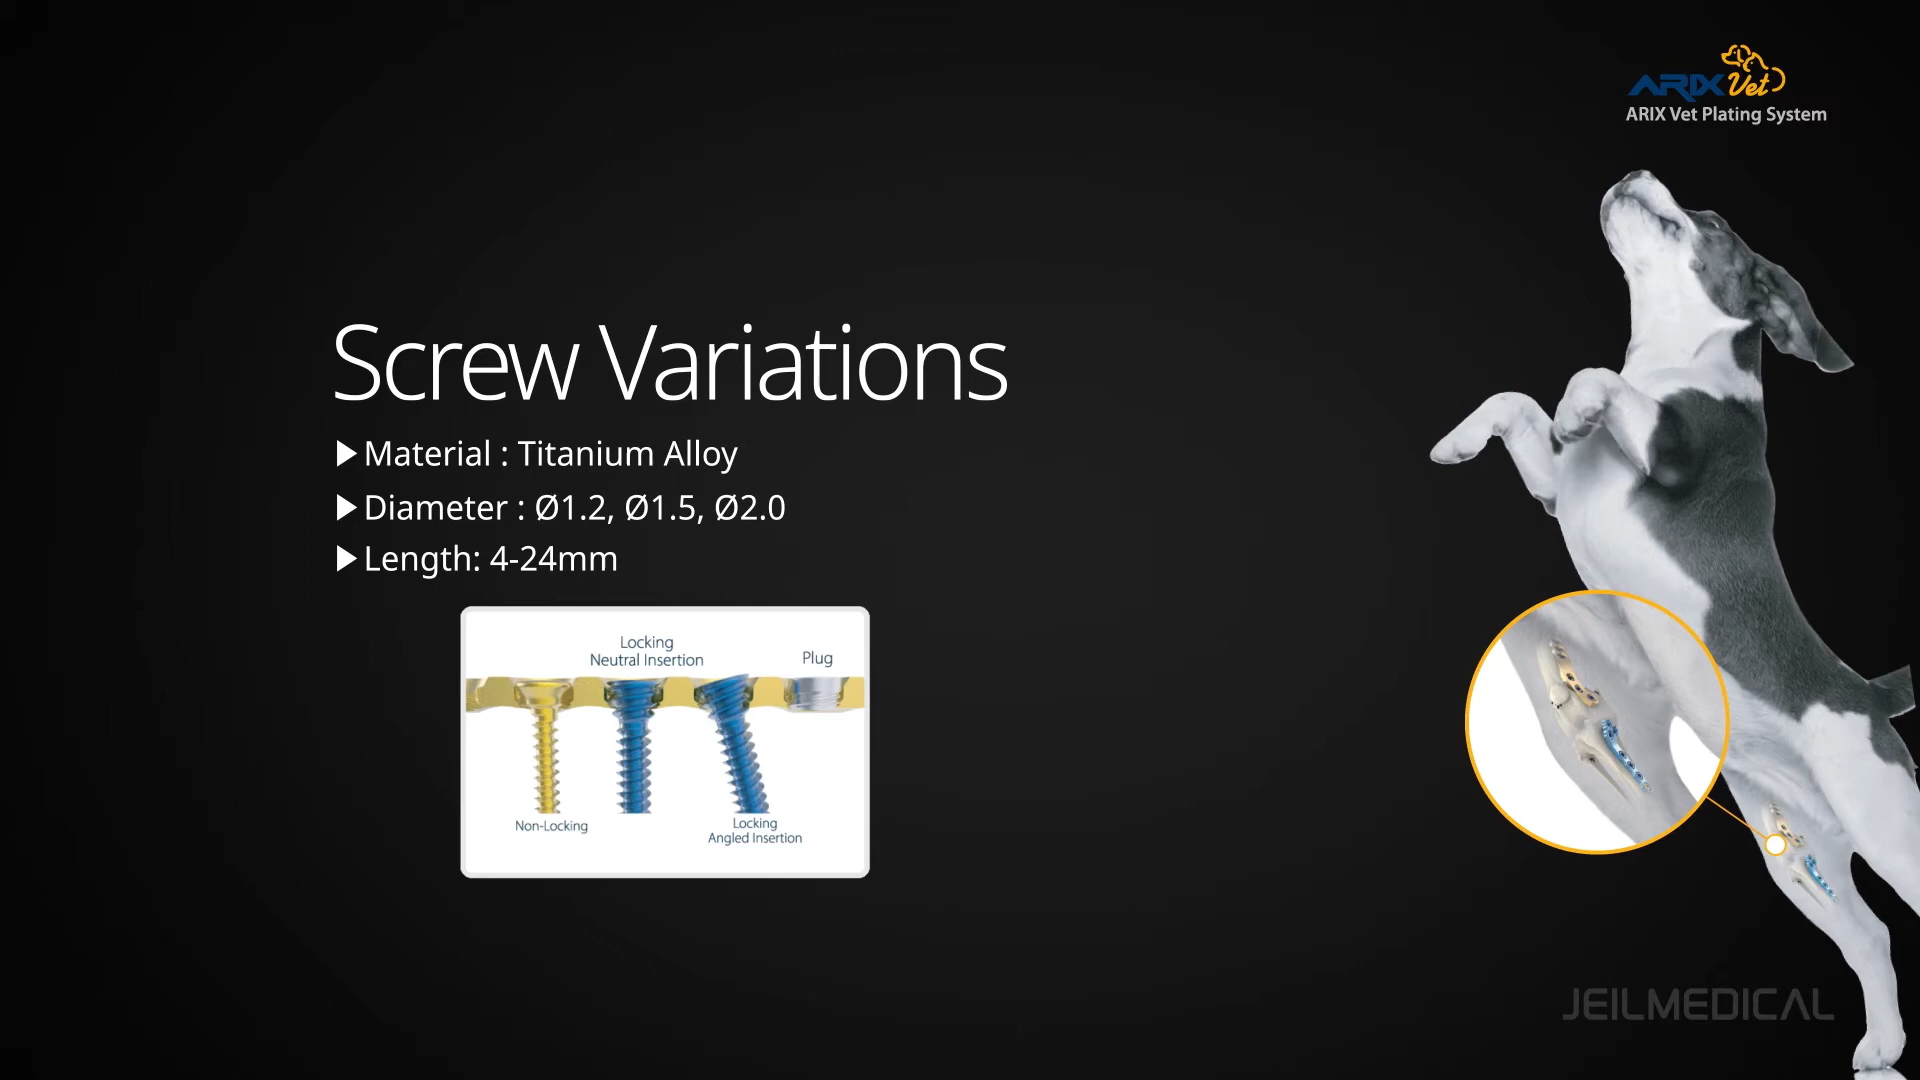 ARIX Vet
ARIX Vet Plating System
Screw Variations
Material : Titanium Alloy
Diameter : Ø1.2, Ø1.5, Ø2.0
Length: 4-24mm
Locking
Neutral Insertion
Plug
Non-Locking
Locking
Angled Insertion
JEILMEDICAL